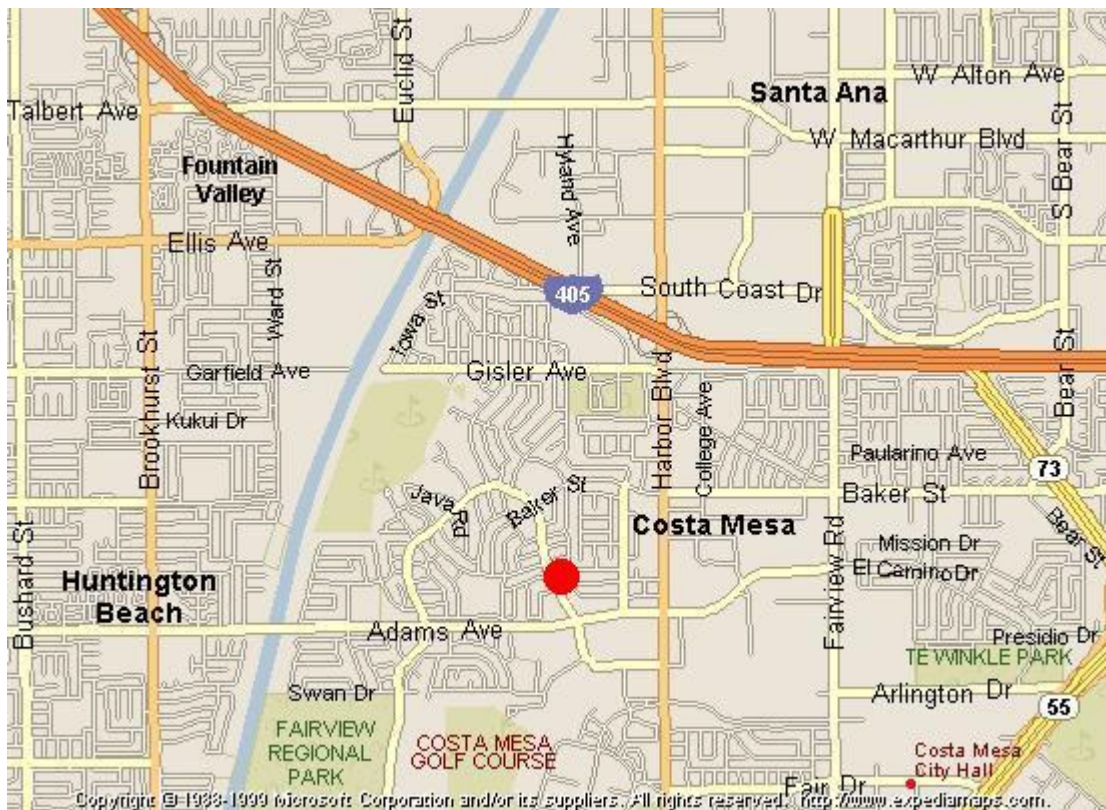 Euclid St
W Alton Ave
Santa Ana
Talbert Ave
W Macarthur Blvd
S Bear St
Hyland Ave
Fountain
Valley
Ellis Ave
Ward St
405
South Coast Dr
Iowa St
Brookhurst St
Garfield Ave
Gisler Ave
Harbor Blvd
College Ave
Bear St
Kukui Dr
Paularino Ave
73
Java Rd
Baker St
Baker St
Costa Mesa
Bear St
Bushard St
Fairview Rd
Mission Dr
El Camino Dr
Huntington
Beach
Adams Ave
Presidio Dr
TE WINKLE PARK
Swan Dr
Arlington Dr
55
FAIRVIEW
REGIONAL
PARK
COSTA MESA
GOLF COURSE
Costa Mesa
City Hall
Fair Dr
Copyright © 1988-1999 Microsoft Corporation and/or its suppliers. All rights reserved. http://www.expediamaps.com